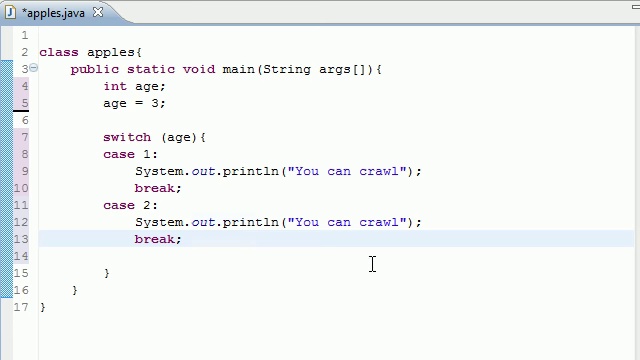 *apples.java
1
2 class apples{
3 public static void main(String args[]){
4 int age;
5 age = 3;
6
7 switch (age){
8 case 1:
9 System.out.println("You can crawl");
10 break;
11 case 2:
12 System.out.println("You can crawl");
13 break;
14
15 }
16 }
17 }